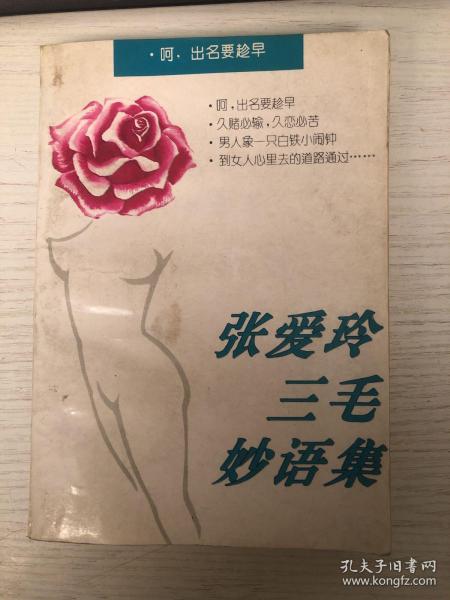 ·呵，出名要趁早
·呵，出名要趁早
·久赌必输，久恋必苦
·男人象一只白铁小闹钟
·到女人心里去的道路通过……
张爱玲
三毛
妙语集
孔夫子旧书网
www.kongfz.com